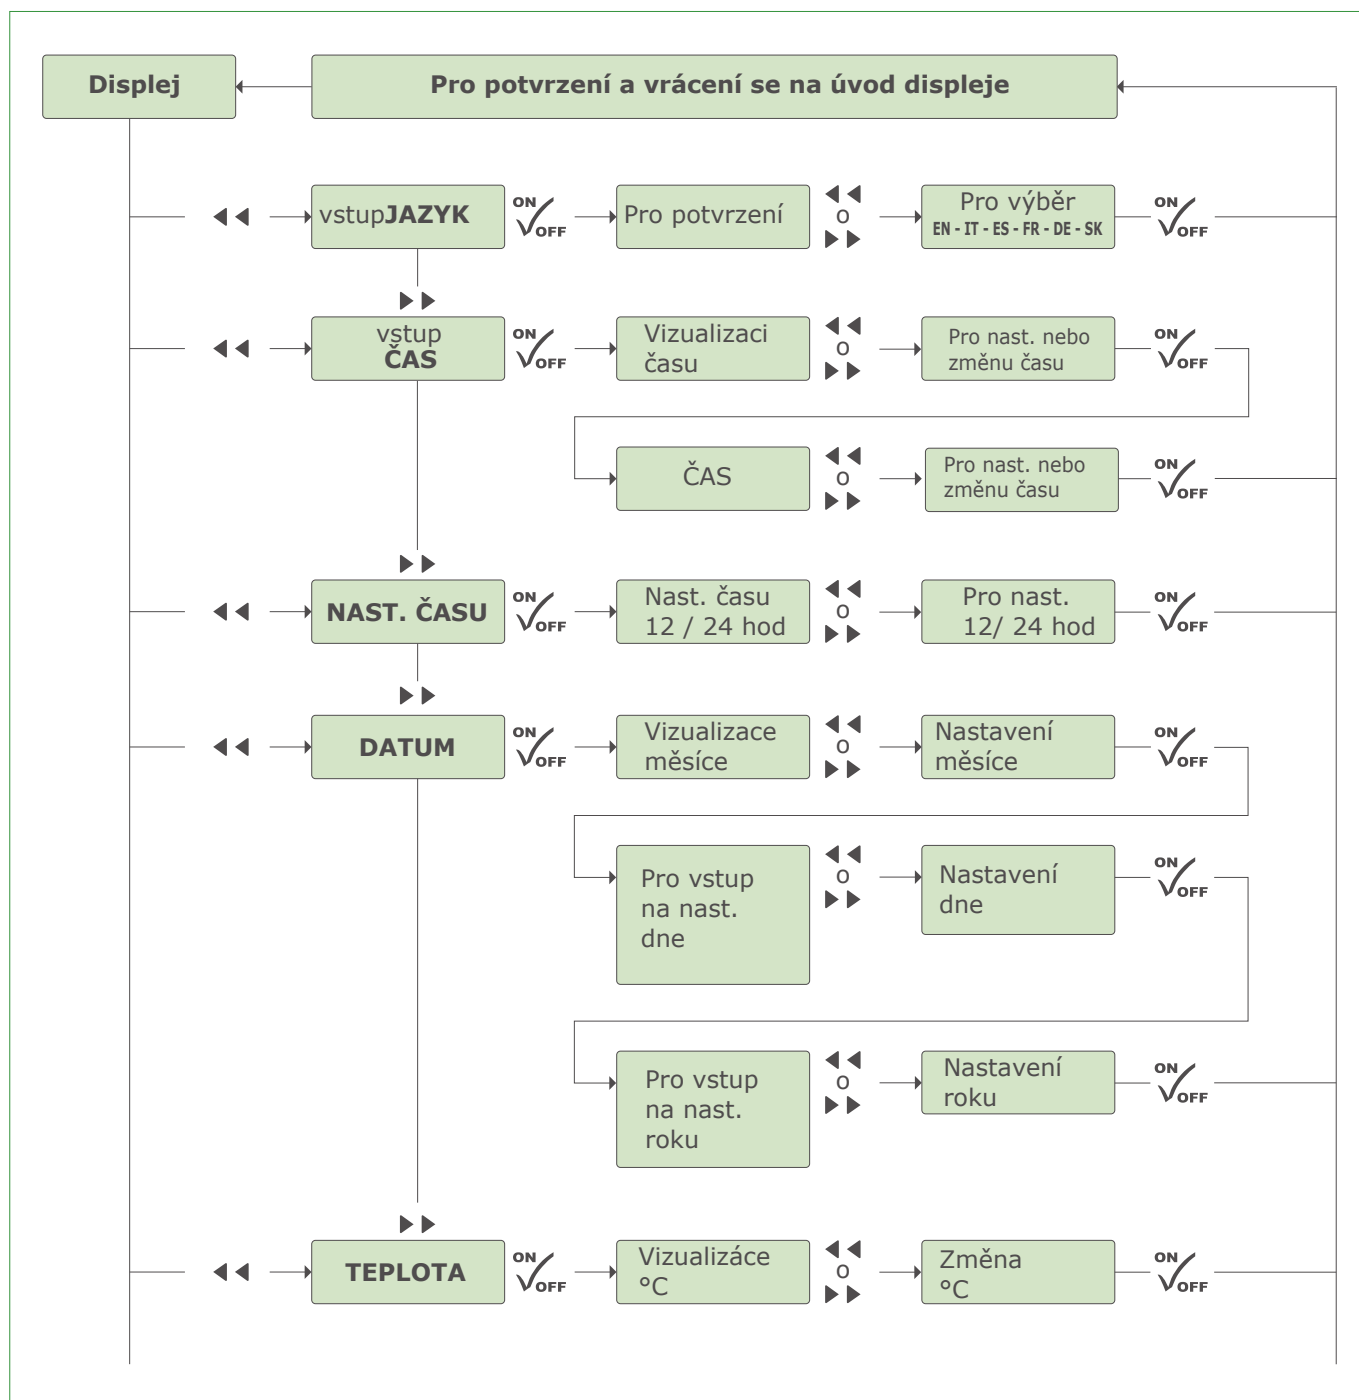 Displej
Pro potvrzení a vrácení se na úvod displeje
vstupJAZYK
ON
OFF
Pro potvrzení
o
Pro výběr
EN - IT - ES - FR - DE - SK
ON
OFF
vstup
ČAS
ON
OFF
Vizualizaci
času
o
Pro nast. nebo
změnu času
ON
OFF
ČAS
o
Pro nast. nebo
změnu času
ON
OFF
NAST. ČASU
ON
OFF
Nast. času
12 / 24 hod
o
Pro nast.
12/ 24 hod
ON
OFF
DATUM
ON
OFF
Vizualizace
měsíce
o
Nastavení
měsíce
ON
OFF
Pro vstup
na nast.
dne
o
Nastavení
dne
ON
OFF
Pro vstup
na nast.
roku
o
Nastavení
roku
ON
OFF
TEPLOTA
ON
OFF
Vizualizáce
°C
o
Změna
°C
ON
OFF